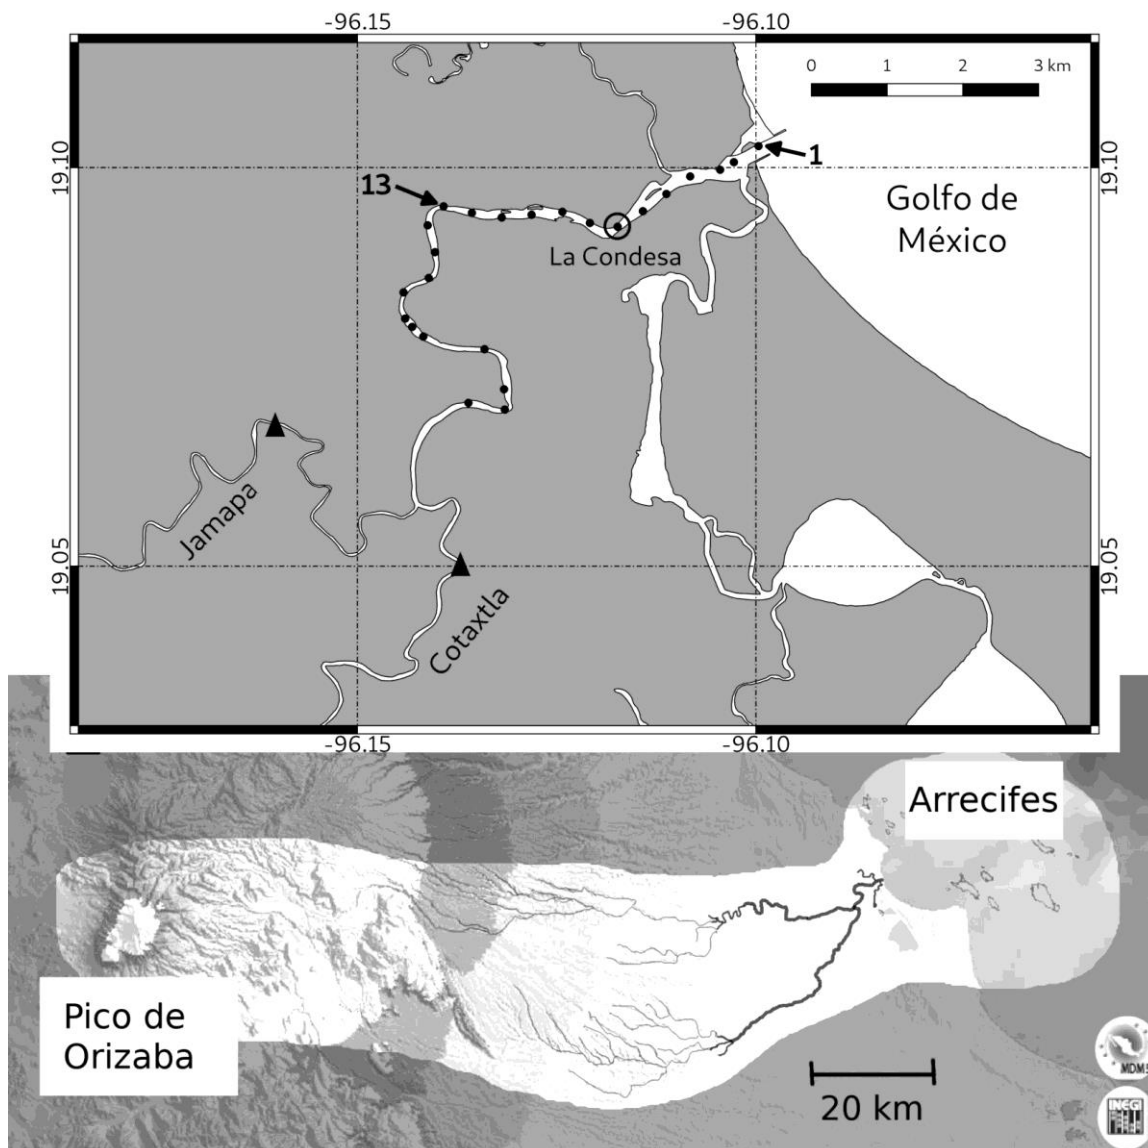 -96.15
-96.10
0 1 2 3 km
19.10
19.10
1
13
Golfo de
México
La Condesa
Jamapa
19.05
19.05
Cotaxtla
-96.15
-96.10
Arrecifes
Pico de
Orizaba
20 km
INEGI